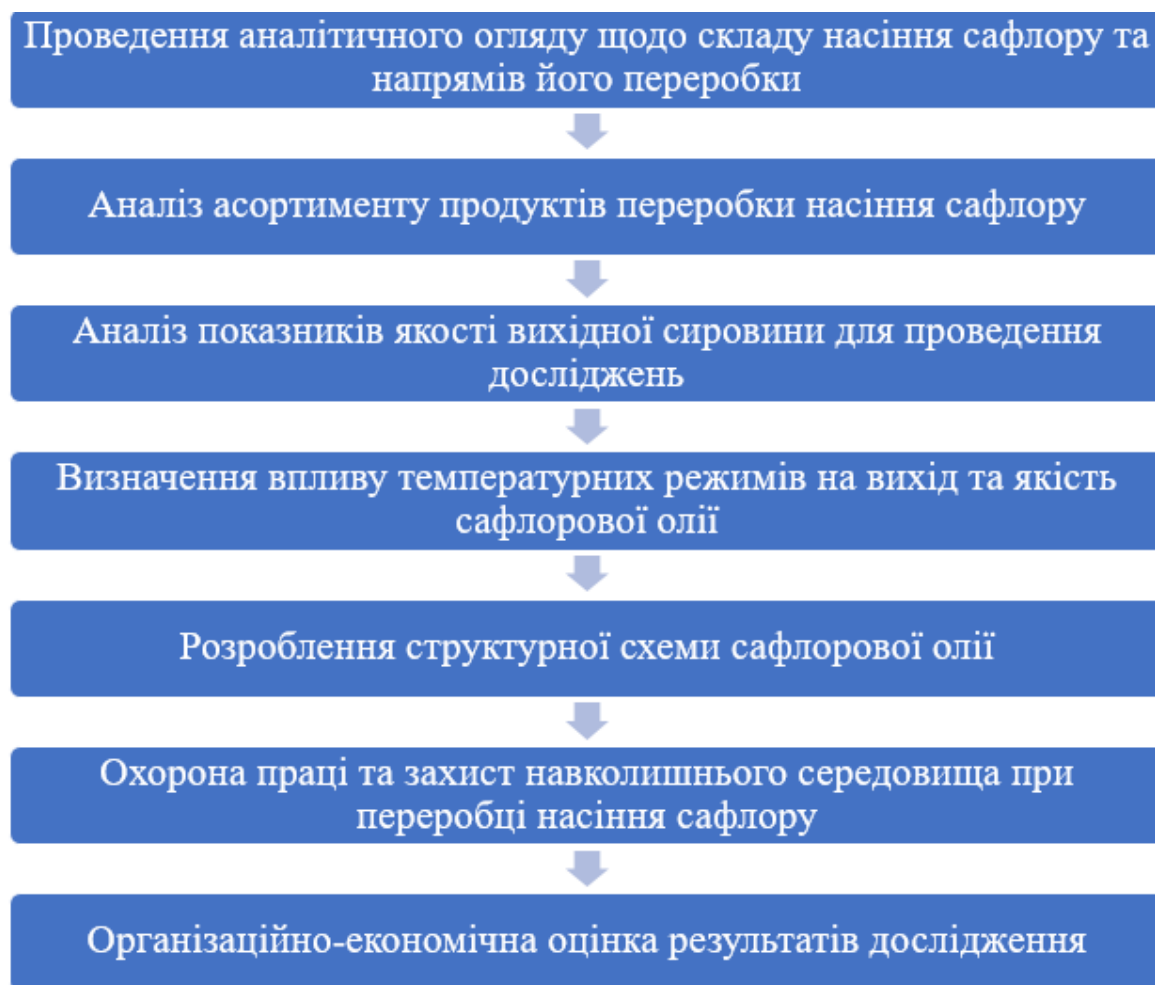 Проведення аналітичного огляду щодо складу насіння сафлору та
напрямів його переробки
Аналіз асортименту продуктів переробки насіння сафлору
Аналіз показників якості вихідної сировини для проведення
досліджень
Визначення впливу температурних режимів на вихід та якість
сафлорової олії
Розроблення структурної схеми сафлорової олії
Охорона праці та захист навколишнього середовища при
переробці насіння сафлору
Організаційно-економічна оцінка результатів дослідження